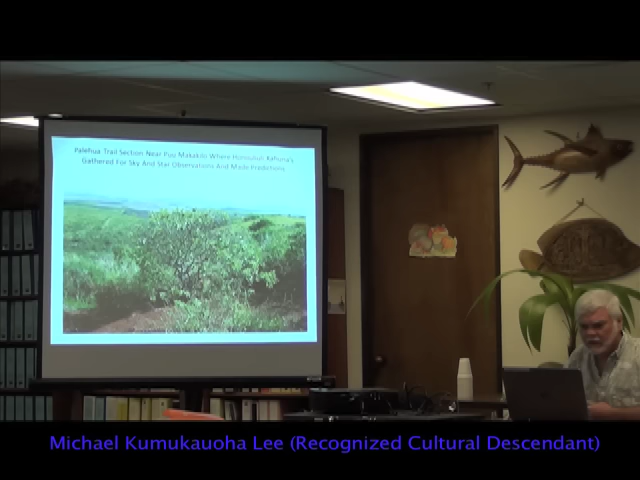 Palehua Trail Section Near Puu Makakilo Where Honouliuli Kahuna's
Gathered For Sky And Star Observations And Made Predictions
Michael Kumukauoha Lee (Recognized Cultural Descendant)